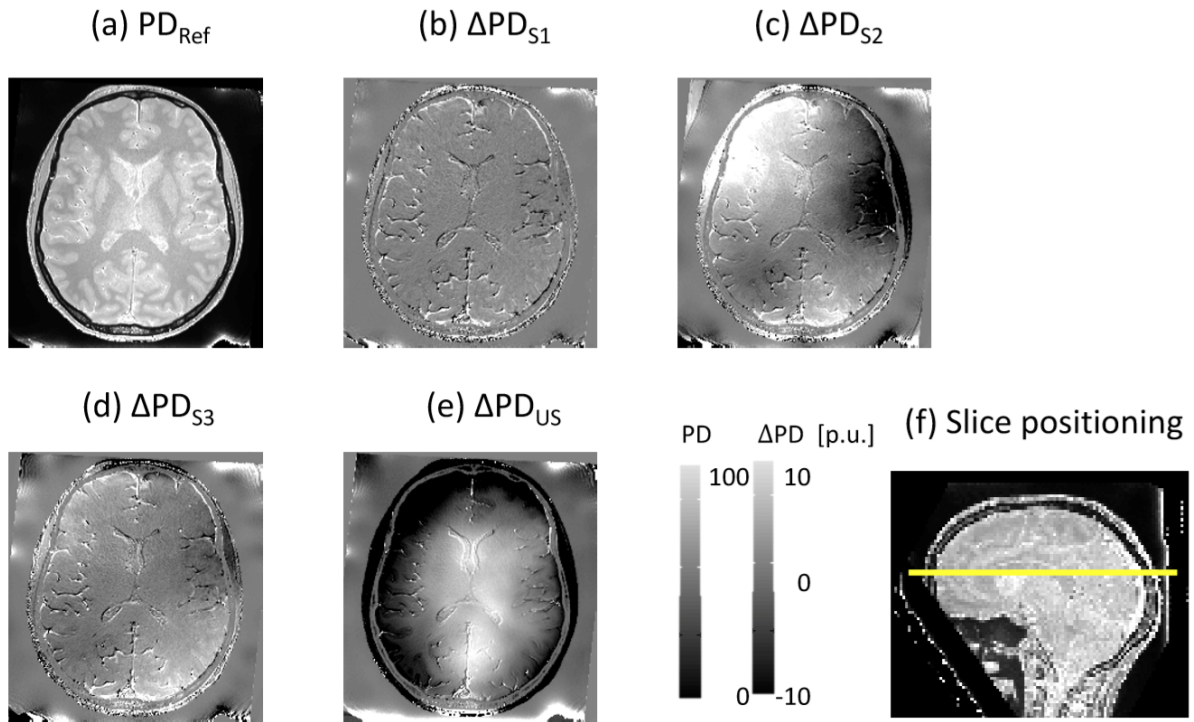 (a) PD_Ref
(b) ΔPD_S1
(c) ΔPD_S2
(d) ΔPD_S3
(e) ΔPD_US
PD ΔPD [p.u.]
100 10
0
0 -10
(f) Slice positioning